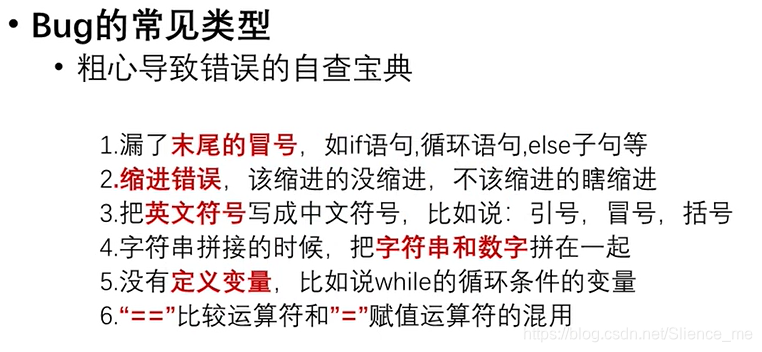 • Bug的常见类型
• 粗心导致错误的自查宝典
1.漏了末尾的冒号，如if语句,循环语句,else子句等
2.缩进错误，该缩进的没缩进，不该缩进的瞎缩进
3.把英文符号写成中文符号，比如说：引号，冒号，括号
4.字符串拼接的时候，把字符串和数字拼在一起
5.没有定义变量，比如说while的循环条件的变量
6.“==”比较运算符和”=”赋值运算符的混用
https://blog.csdn.net/SIlence_me